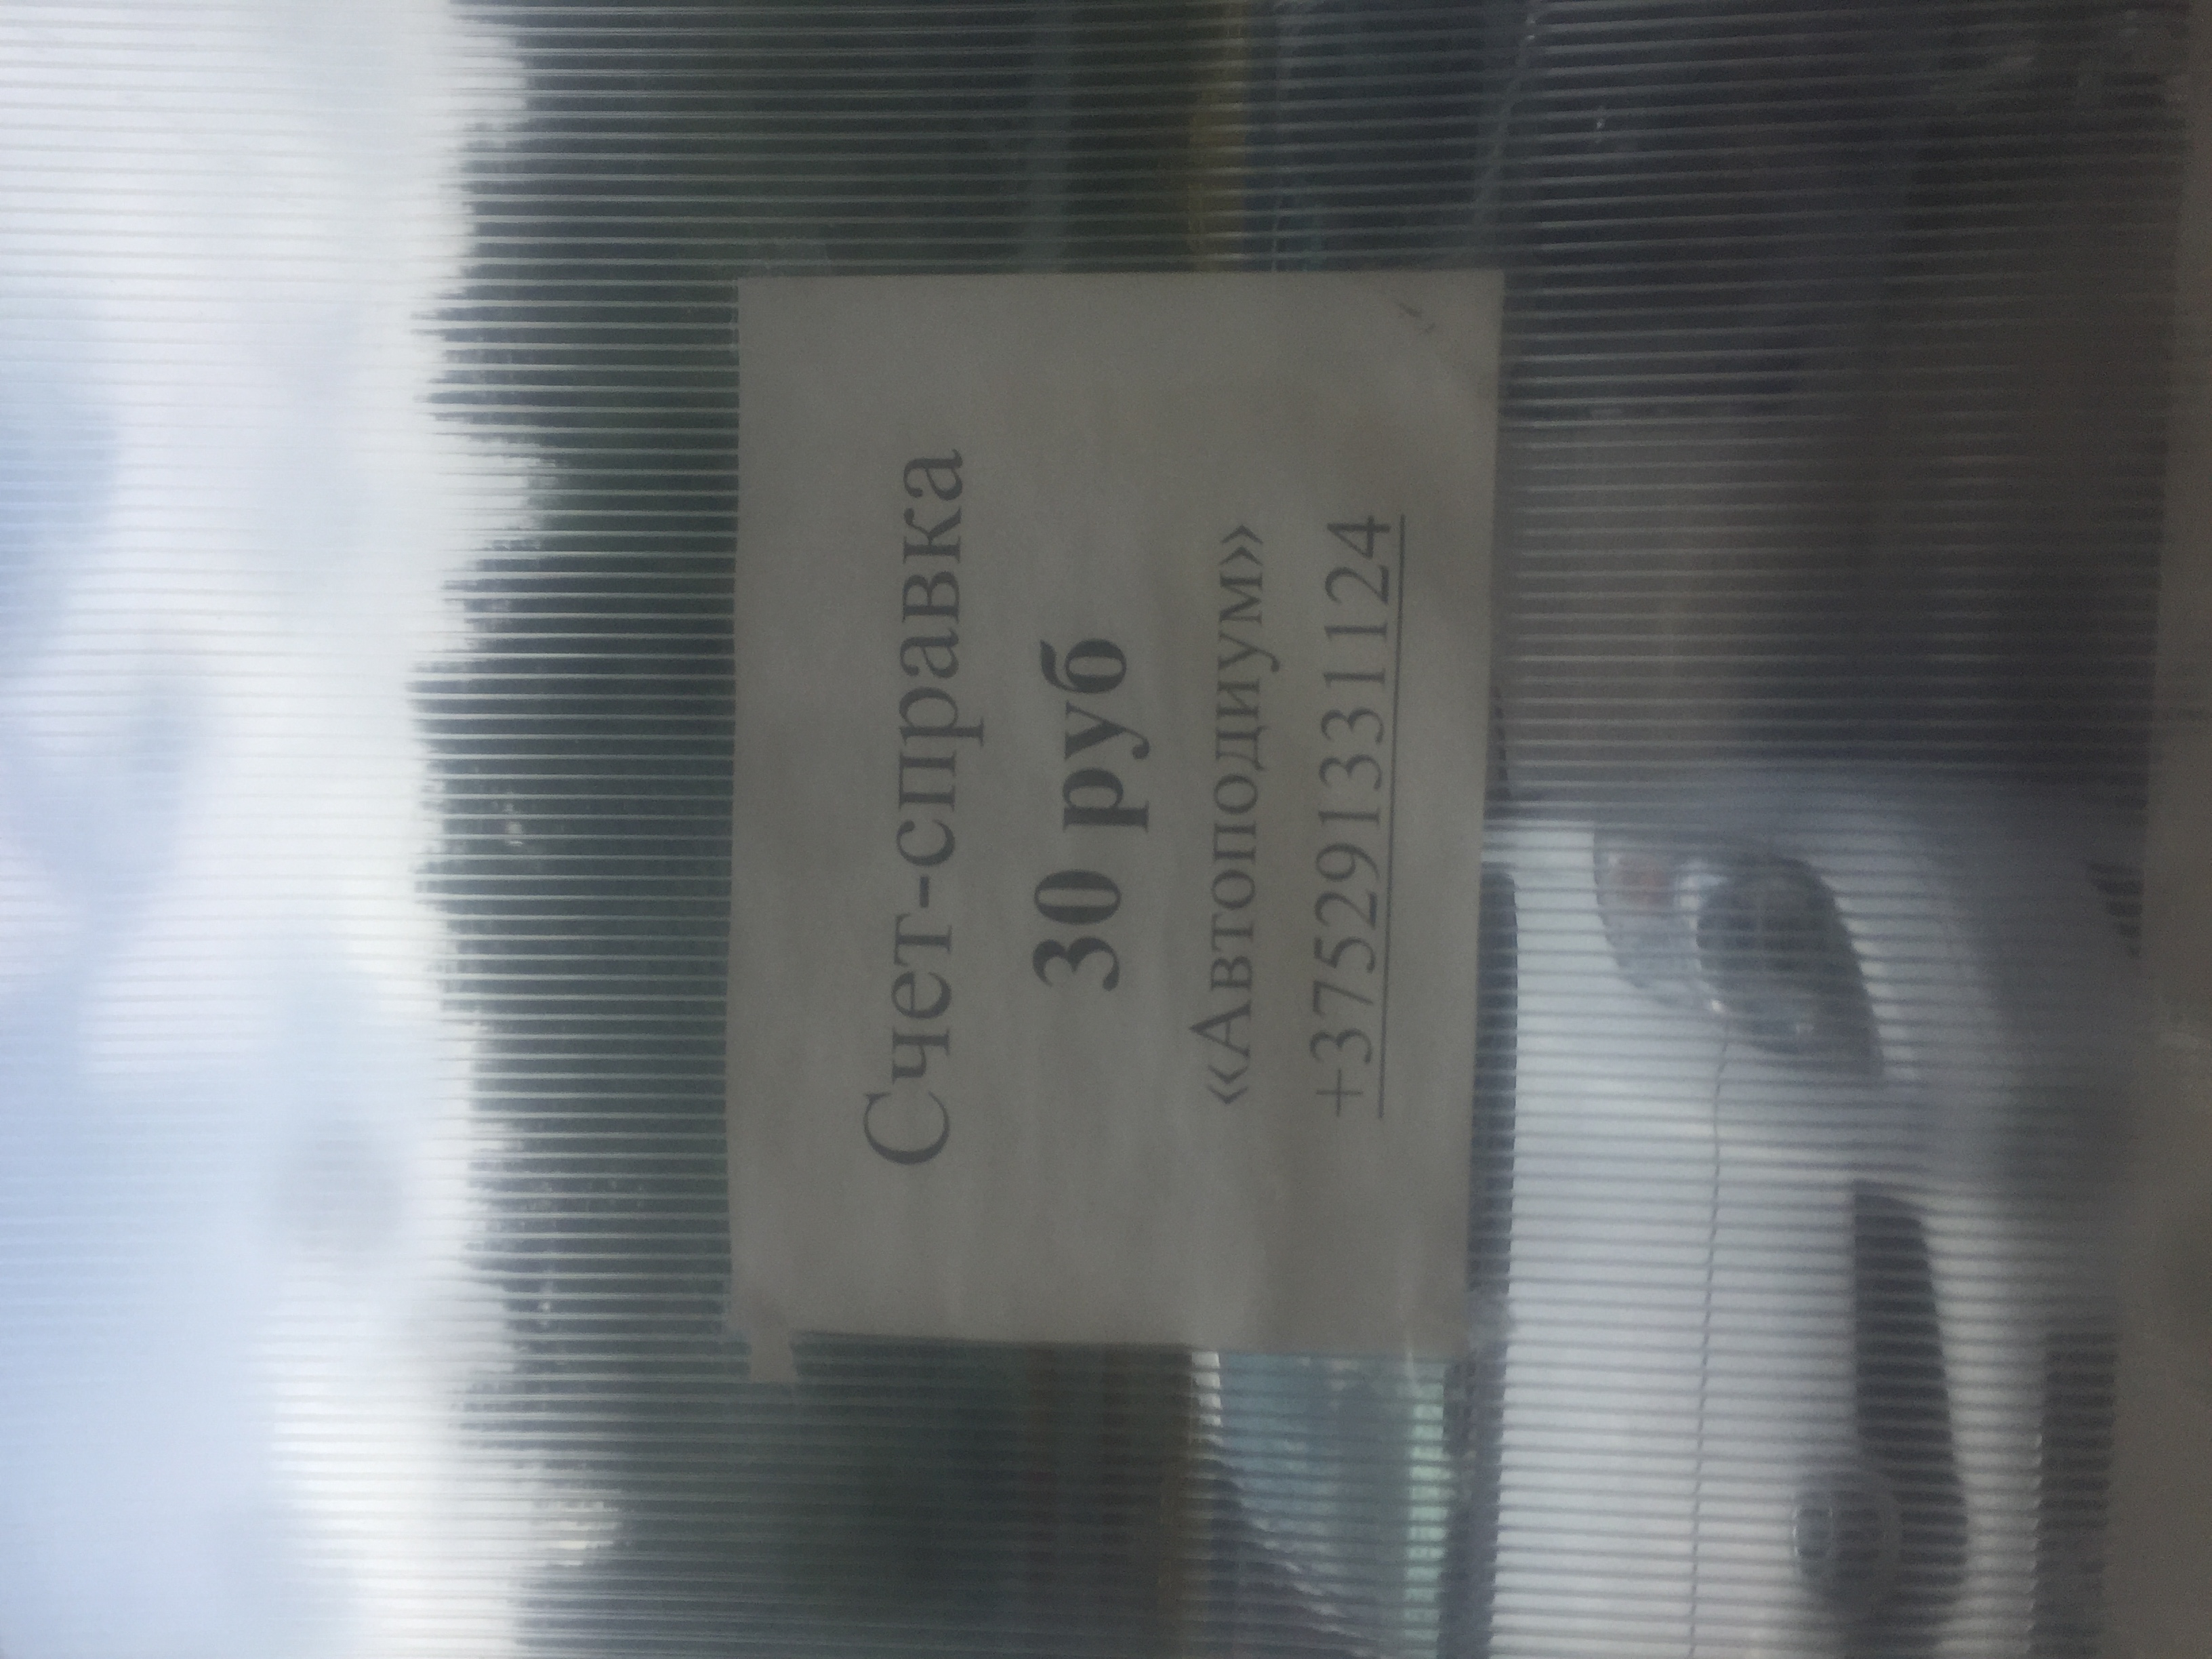 Счет-справка
30 руб
«Автоподиум»
+375291331124